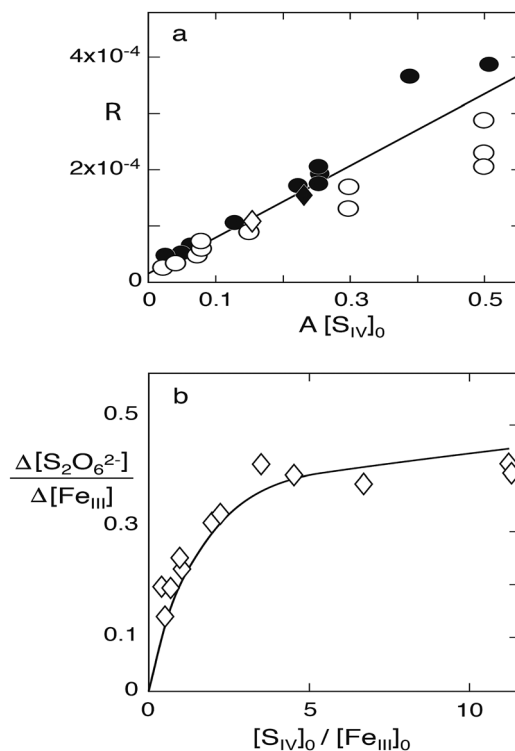 a
4x10⁻⁴
R
2x10⁻⁴
0
0 0.1 0.3 0.5
A [S_IV]₀
b
0.5
Δ[S₂O₆²⁻]
Δ[Fe_III]
0.3
0.1
0
0 5 10
[S_IV]₀ / [Fe_III]₀